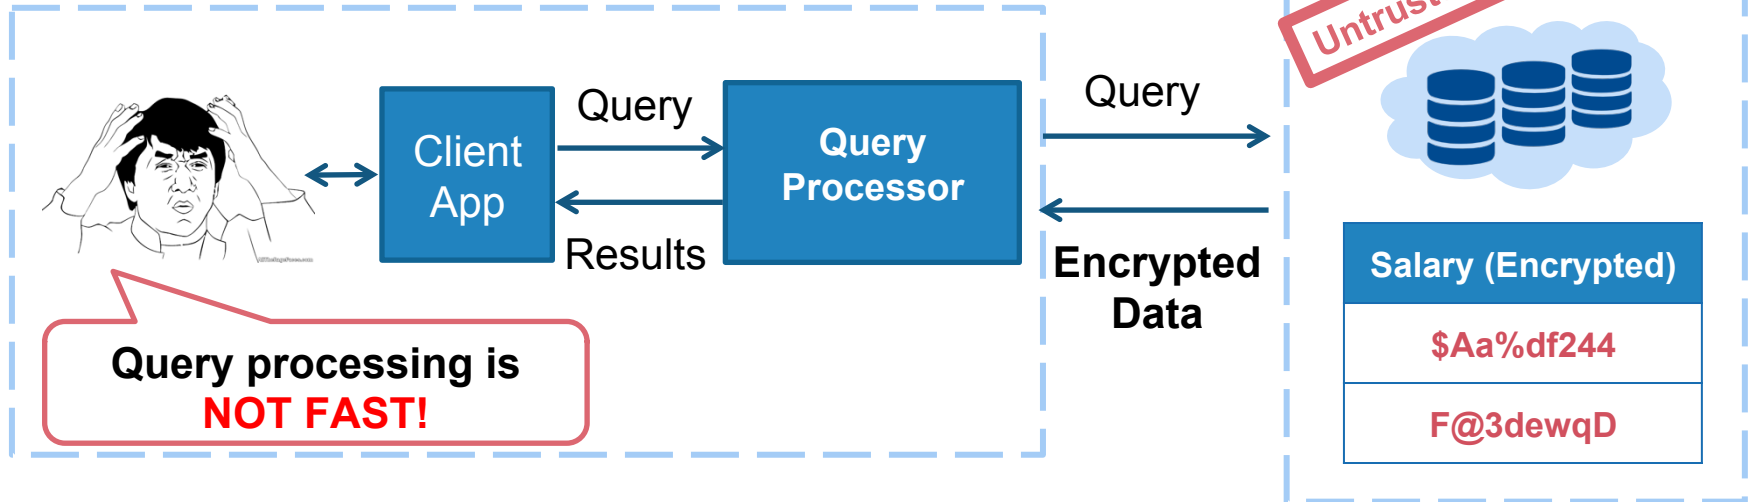 Untrust
Query
Query
Client
App
Query
Processor
Results
Encrypted
Data
Salary (Encrypted)
$Aa%df244
F@3dewqD
Query processing is
NOT FAST!